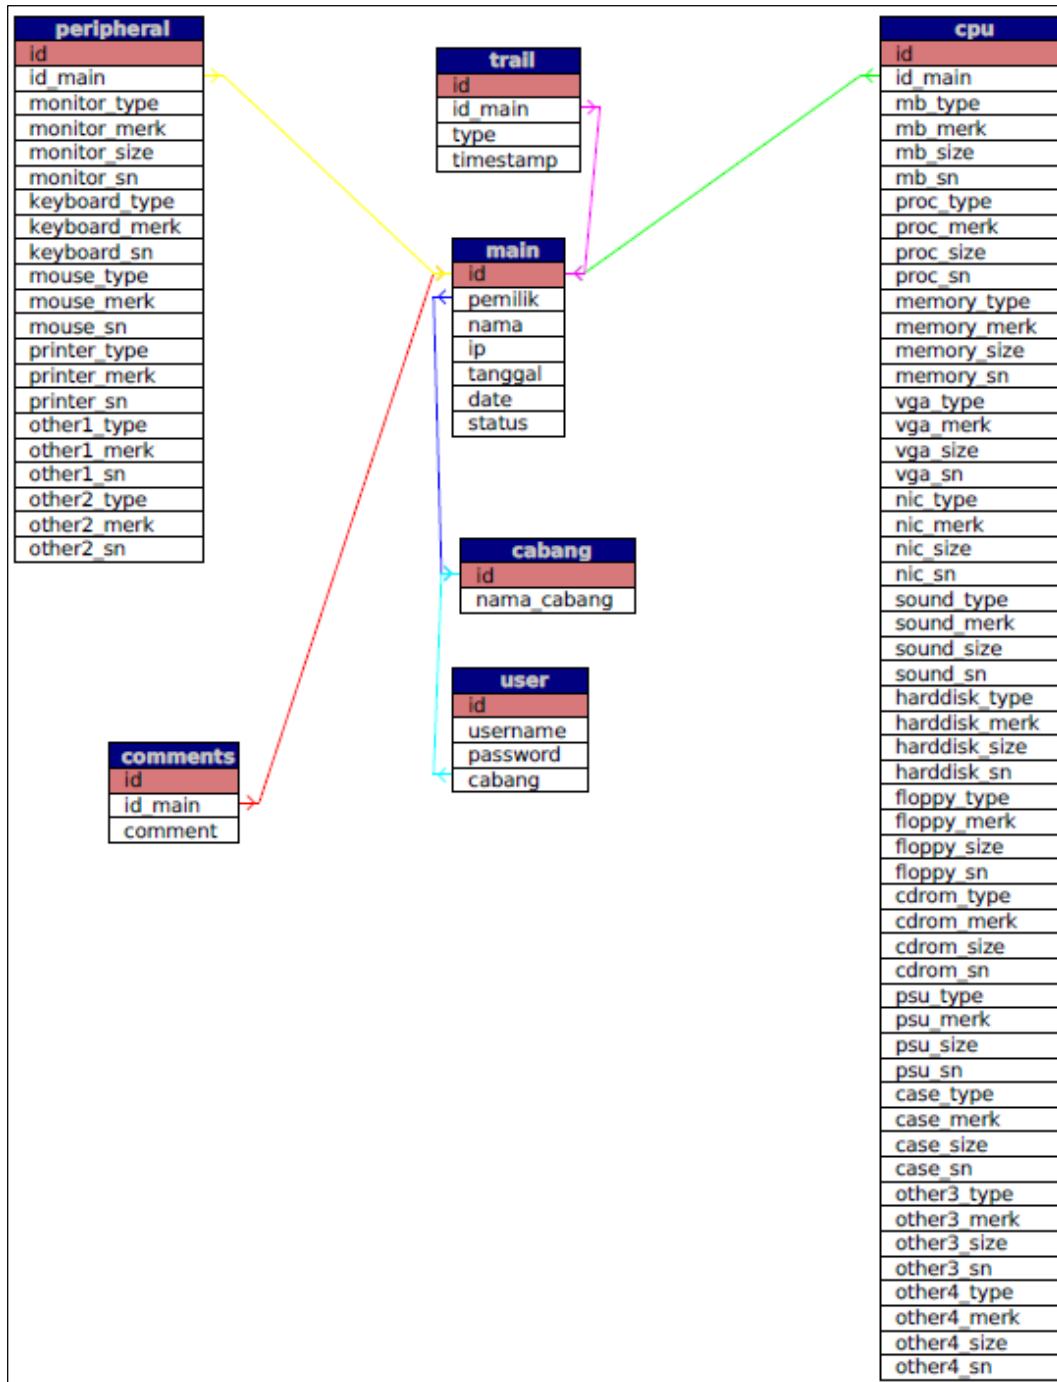 peripheral
id
id_main
monitor_type
monitor_merk
monitor_size
monitor_sn
keyboard_type
keyboard_merk
keyboard_sn
mouse_type
mouse_merk
mouse_sn
printer_type
printer_merk
printer_sn
other1_type
other1_merk
other1_sn
other2_type
other2_merk
other2_sn
trail
id
id_main
type
timestamp
main
id
pemilik
nama
ip
tanggal
date
status
cabang
id
nama_cabang
user
id
username
password
cabang
comments
id
id_main
comment
cpu
id
id_main
mb_type
mb_merk
mb_size
mb_sn
proc_type
proc_merk
proc_size
proc_sn
memory_type
memory_merk
memory_size
memory_sn
vga_type
vga_merk
vga_size
vga_sn
nic_type
nic_merk
nic_size
nic_sn
sound_type
sound_merk
sound_size
sound_sn
harddisk_type
harddisk_merk
harddisk_size
harddisk_sn
floppy_type
floppy_merk
floppy_size
floppy_sn
cdrom_type
cdrom_merk
cdrom_size
cdrom_sn
psu_type
psu_merk
psu_size
psu_sn
case_type
case_merk
case_size
case_sn
other3_type
other3_merk
other3_size
other3_sn
other4_type
other4_merk
other4_size
other4_sn